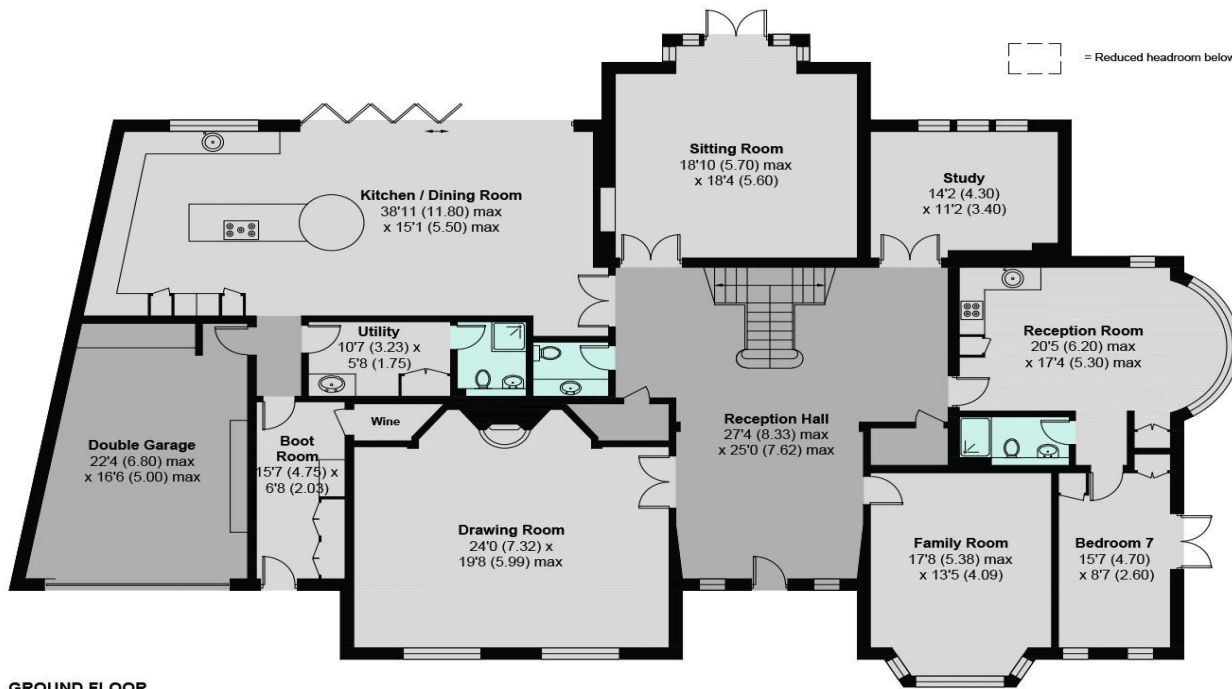 = Reduced headroom below
Sitting Room
18'10 (5.70) max
x 18'4 (5.60)
Study
14'2 (4.30)
x 11'2 (3.40)
Kitchen / Dining Room
38'11 (11.80) max
x 15'1 (5.50) max
Utility
10'7 (3.23) x
5'8 (1.75)
Reception Room
20'5 (6.20) max
x 17'4 (5.30) max
Double Garage
22'4 (6.80) max
x 16'6 (5.00) max
Boot
Room
15'7 (4.75) x
6'8 (2.03)
Wine
Reception Hall
27'4 (8.33) max
x 25'0 (7.62) max
Drawing Room
24'0 (7.32) x
19'8 (5.99) max
Family Room
17'8 (5.38) max
x 13'5 (4.09)
Bedroom 7
15'7 (4.70)
x 8'7 (2.60)
GROUND FLOOR